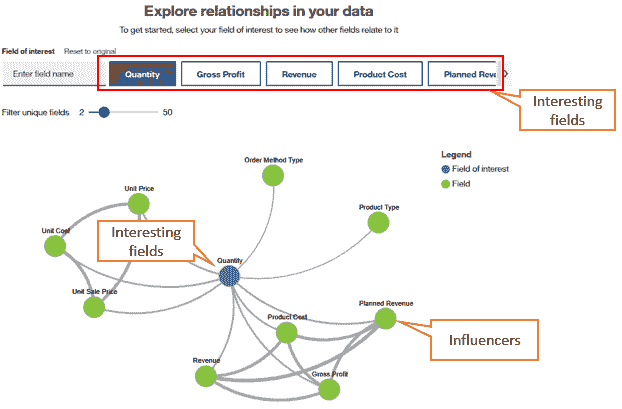 Explore relationships in your data
To get started, select your field of interest to see how other fields relate to it
Field of interest Reset to original
Enter field name Quantity Gross Profit Revenue Product Cost Planned Reve
Interesting
fields
Filter unique fields 2 50
Order Method Type
Legend
Field of interest
Field
Unit Price
Product Type
Interesting
fields
Unit Cost
Quantity
Unit Sale Price
Planned Revenue
Product Cost
Influencers
Revenue
Gross Profit